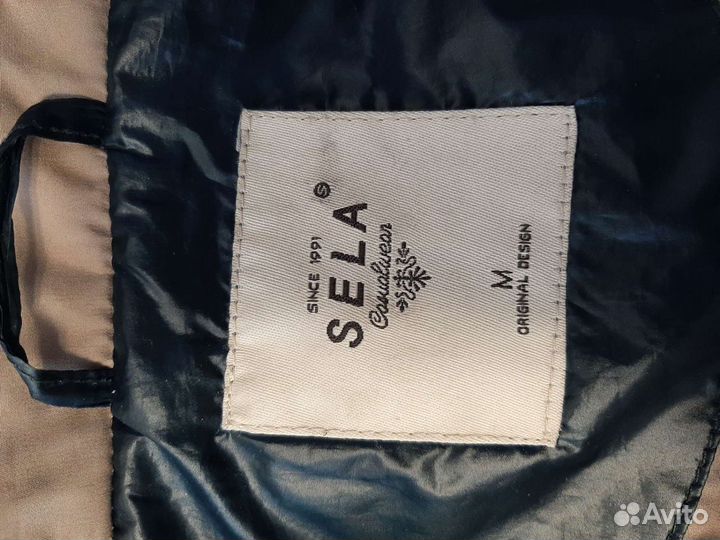 SINCE 1991
SELA Ⓢ
Casualwear
M
ORIGINAL DESIGN
Avito